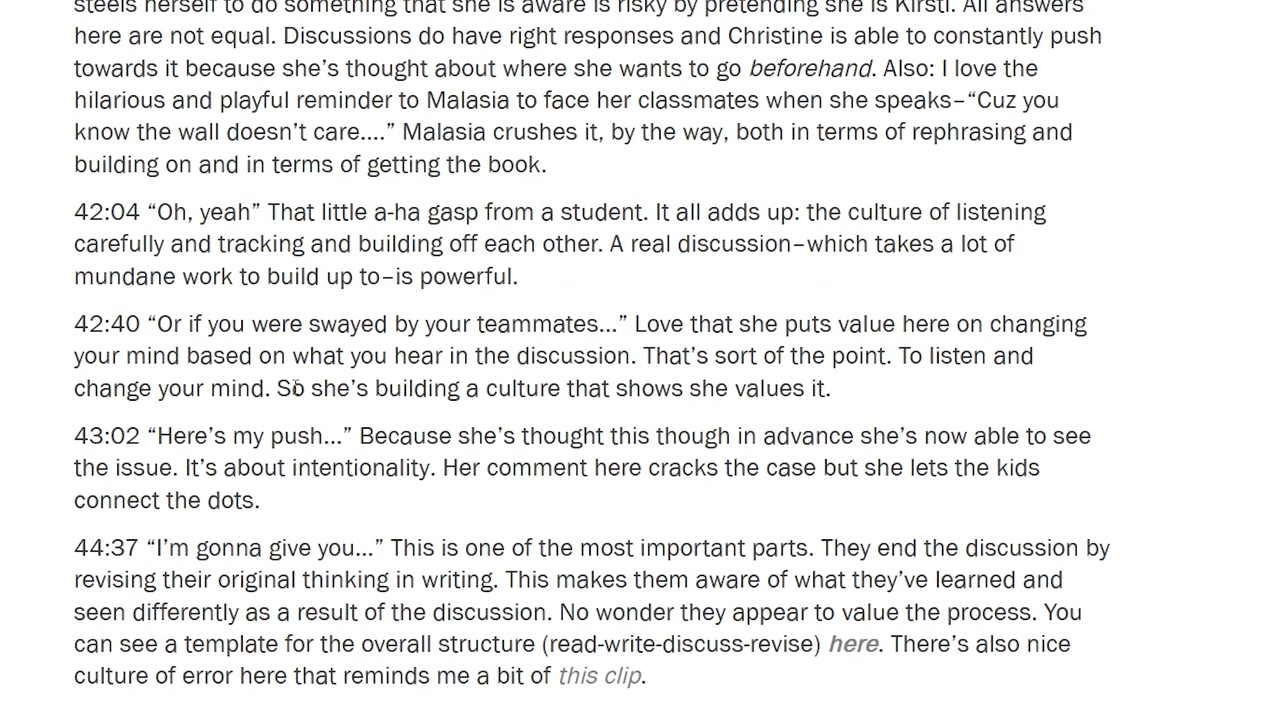 steels herself to do something that she is aware is risky by pretending she is Kirsti. All answers
here are not equal. Discussions do have right responses and Christine is able to constantly push
towards it because she’s thought about where she wants to go beforehand. Also: I love the
hilarious and playful reminder to Malasia to face her classmates when she speaks–“Cuz you
know the wall doesn’t care....” Malasia crushes it, by the way, both in terms of rephrasing and
building on and in terms of getting the book.
42:04 “Oh, yeah” That little a-ha gasp from a student. It all adds up: the culture of listening
carefully and tracking and building off each other. A real discussion–which takes a lot of
mundane work to build up to–is powerful.
42:40 “Or if you were swayed by your teammates...” Love that she puts value here on changing
your mind based on what you hear in the discussion. That’s sort of the point. To listen and
change your mind. So she’s building a culture that shows she values it.
43:02 “Here’s my push...” Because she’s thought this though in advance she’s now able to see
the issue. It’s about intentionality. Her comment here cracks the case but she lets the kids
connect the dots.
44:37 “I’m gonna give you...” This is one of the most important parts. They end the discussion by
revising their original thinking in writing. This makes them aware of what they’ve learned and
seen differently as a result of the discussion. No wonder they appear to value the process. You
can see a template for the overall structure (read-write-discuss-revise) here. There’s also nice
culture of error here that reminds me a bit of this clip.